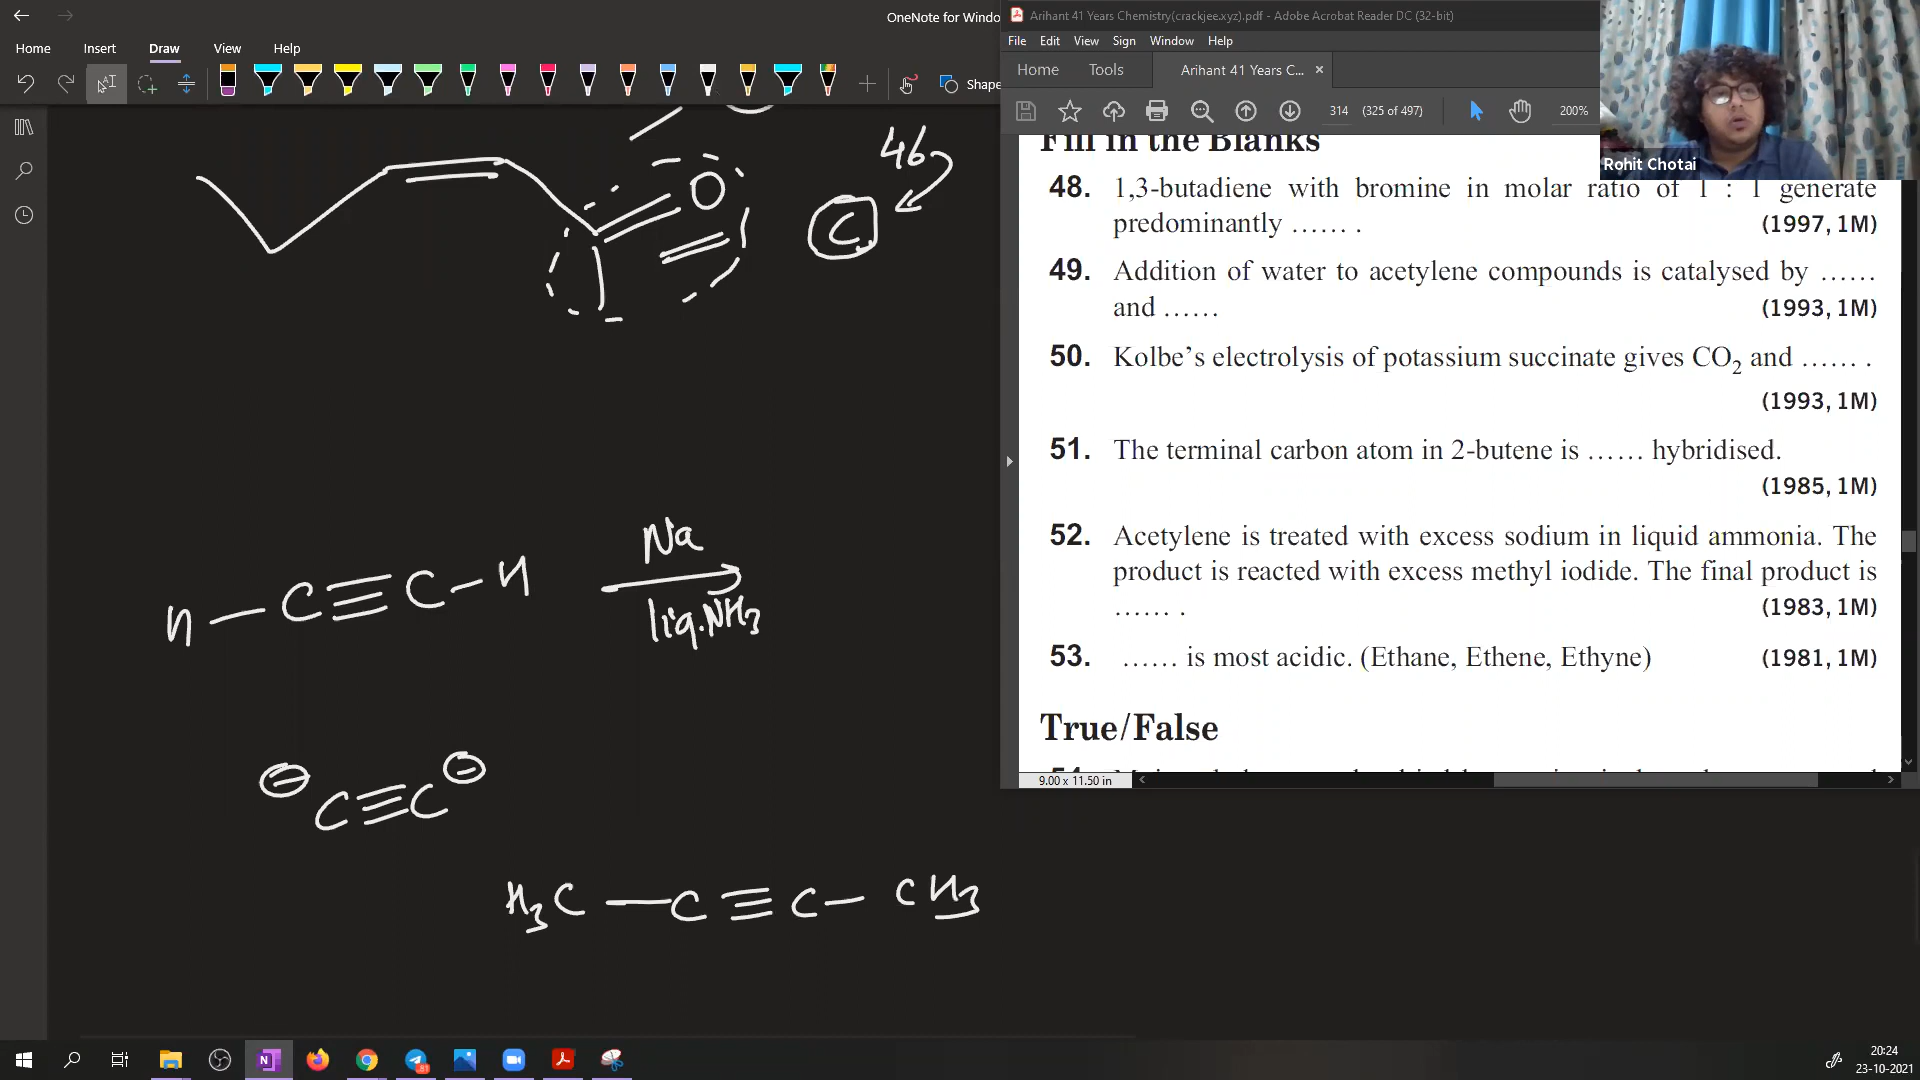 OneNote for Windo
Home Insert Draw View Help
Shape
46
O
C
H — C ≡ C – H
Na
liq. NH3
⊖ C ≡ C ⊖
H3C — C ≡ C – CH3
Arihant 41 Years Chemistry(crackjee.xyz).pdf - Adobe Acrobat Reader DC (32-bit)
File Edit View Sign Window Help
Home Tools Arihant 41 Years C... ×
314 (325 of 497) 200%
Rohit Chotai
Fill in the Blanks
48. 1,3-butadiene with bromine in molar ratio of 1 : 1 generate
predominantly ...... . (1997, 1M)
49. Addition of water to acetylene compounds is catalysed by ......
and ...... (1993, 1M)
50. Kolbe’s electrolysis of potassium succinate gives CO2 and ...... .
(1993, 1M)
51. The terminal carbon atom in 2-butene is ...... hybridised.
(1985, 1M)
52. Acetylene is treated with excess sodium in liquid ammonia. The
product is reacted with excess methyl iodide. The final product is
...... . (1983, 1M)
53. ...... is most acidic. (Ethane, Ethene, Ethyne) (1981, 1M)
True/False
9.00 x 11.50 in
20:24
23-10-2021